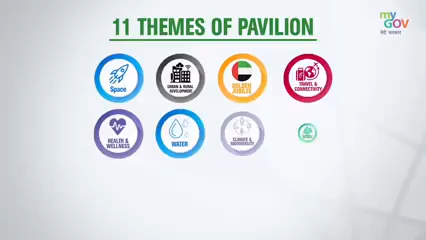 my
GOV
मेरी सरकार
11 THEMES OF PAVILION
Space
URBAN & RURAL
DEVELOPMENT
GOLDEN
JUBILEE
TRAVEL &
CONNECTIVITY
HEALTH &
WELLNESS
WATER
CLIMATE &
BIODIVERSITY